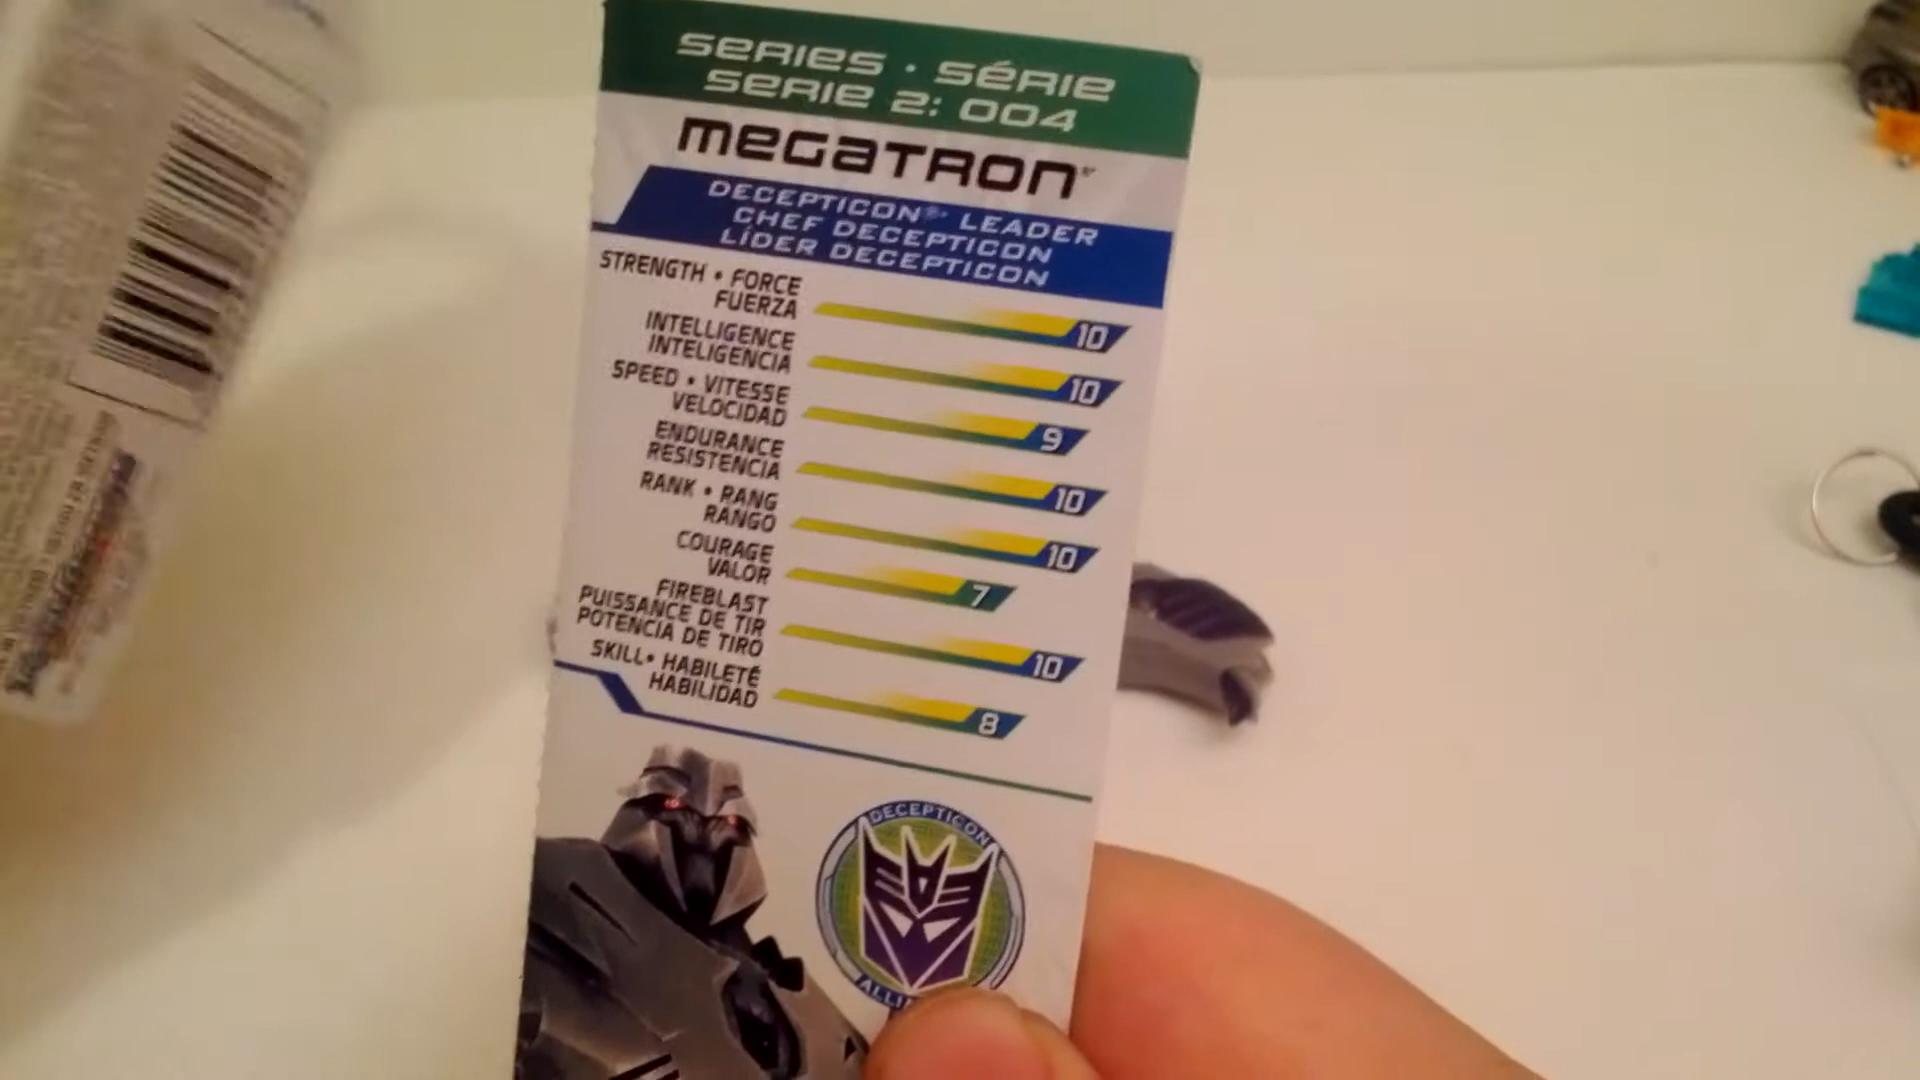 SERIES · SÉRIE
SERIE 2: 004
MEGATRON
DECEPTICON® LEADER
CHEF DECEPTICON
LÍDER DECEPTICON
STRENGTH • FORCE
FUERZA
10
INTELLIGENCE
INTELIGENCIA
10
SPEED • VITESSE
VELOCIDAD
9
ENDURANCE
RESISTENCIA
10
RANK • RANG
RANGO
10
COURAGE
VALOR
7
FIREBLAST
PUISSANCE DE TIR
POTENCIA DE TIRO
10
SKILL• HABILETÉ
HABILIDAD
8
DECEPTICON